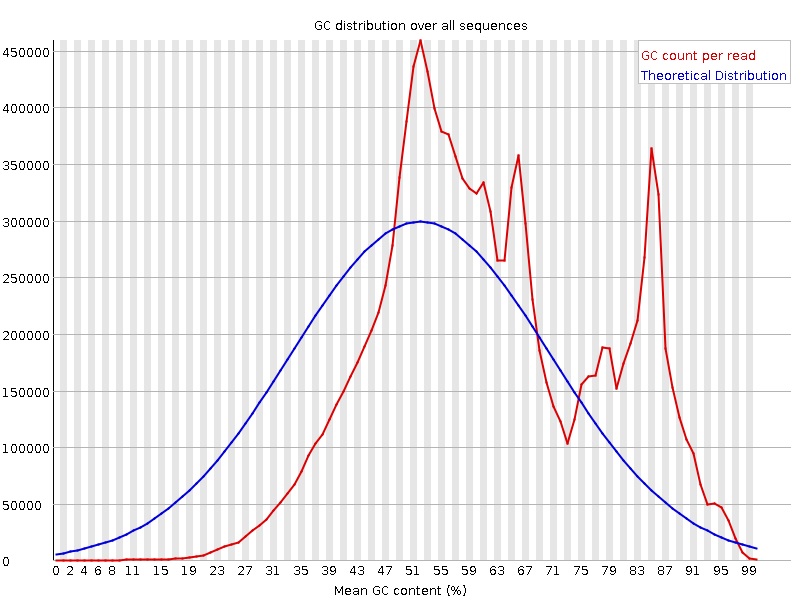 GC distribution over all sequences
GC count per read
Theoretical Distribution
450000
400000
350000
300000
250000
200000
150000
100000
50000
0
0 2 4 6 8 11 15 19 23 27 31 35 39 43 47 51 55 59 63 67 71 75 79 83 87 91 95 99
Mean GC content (%)